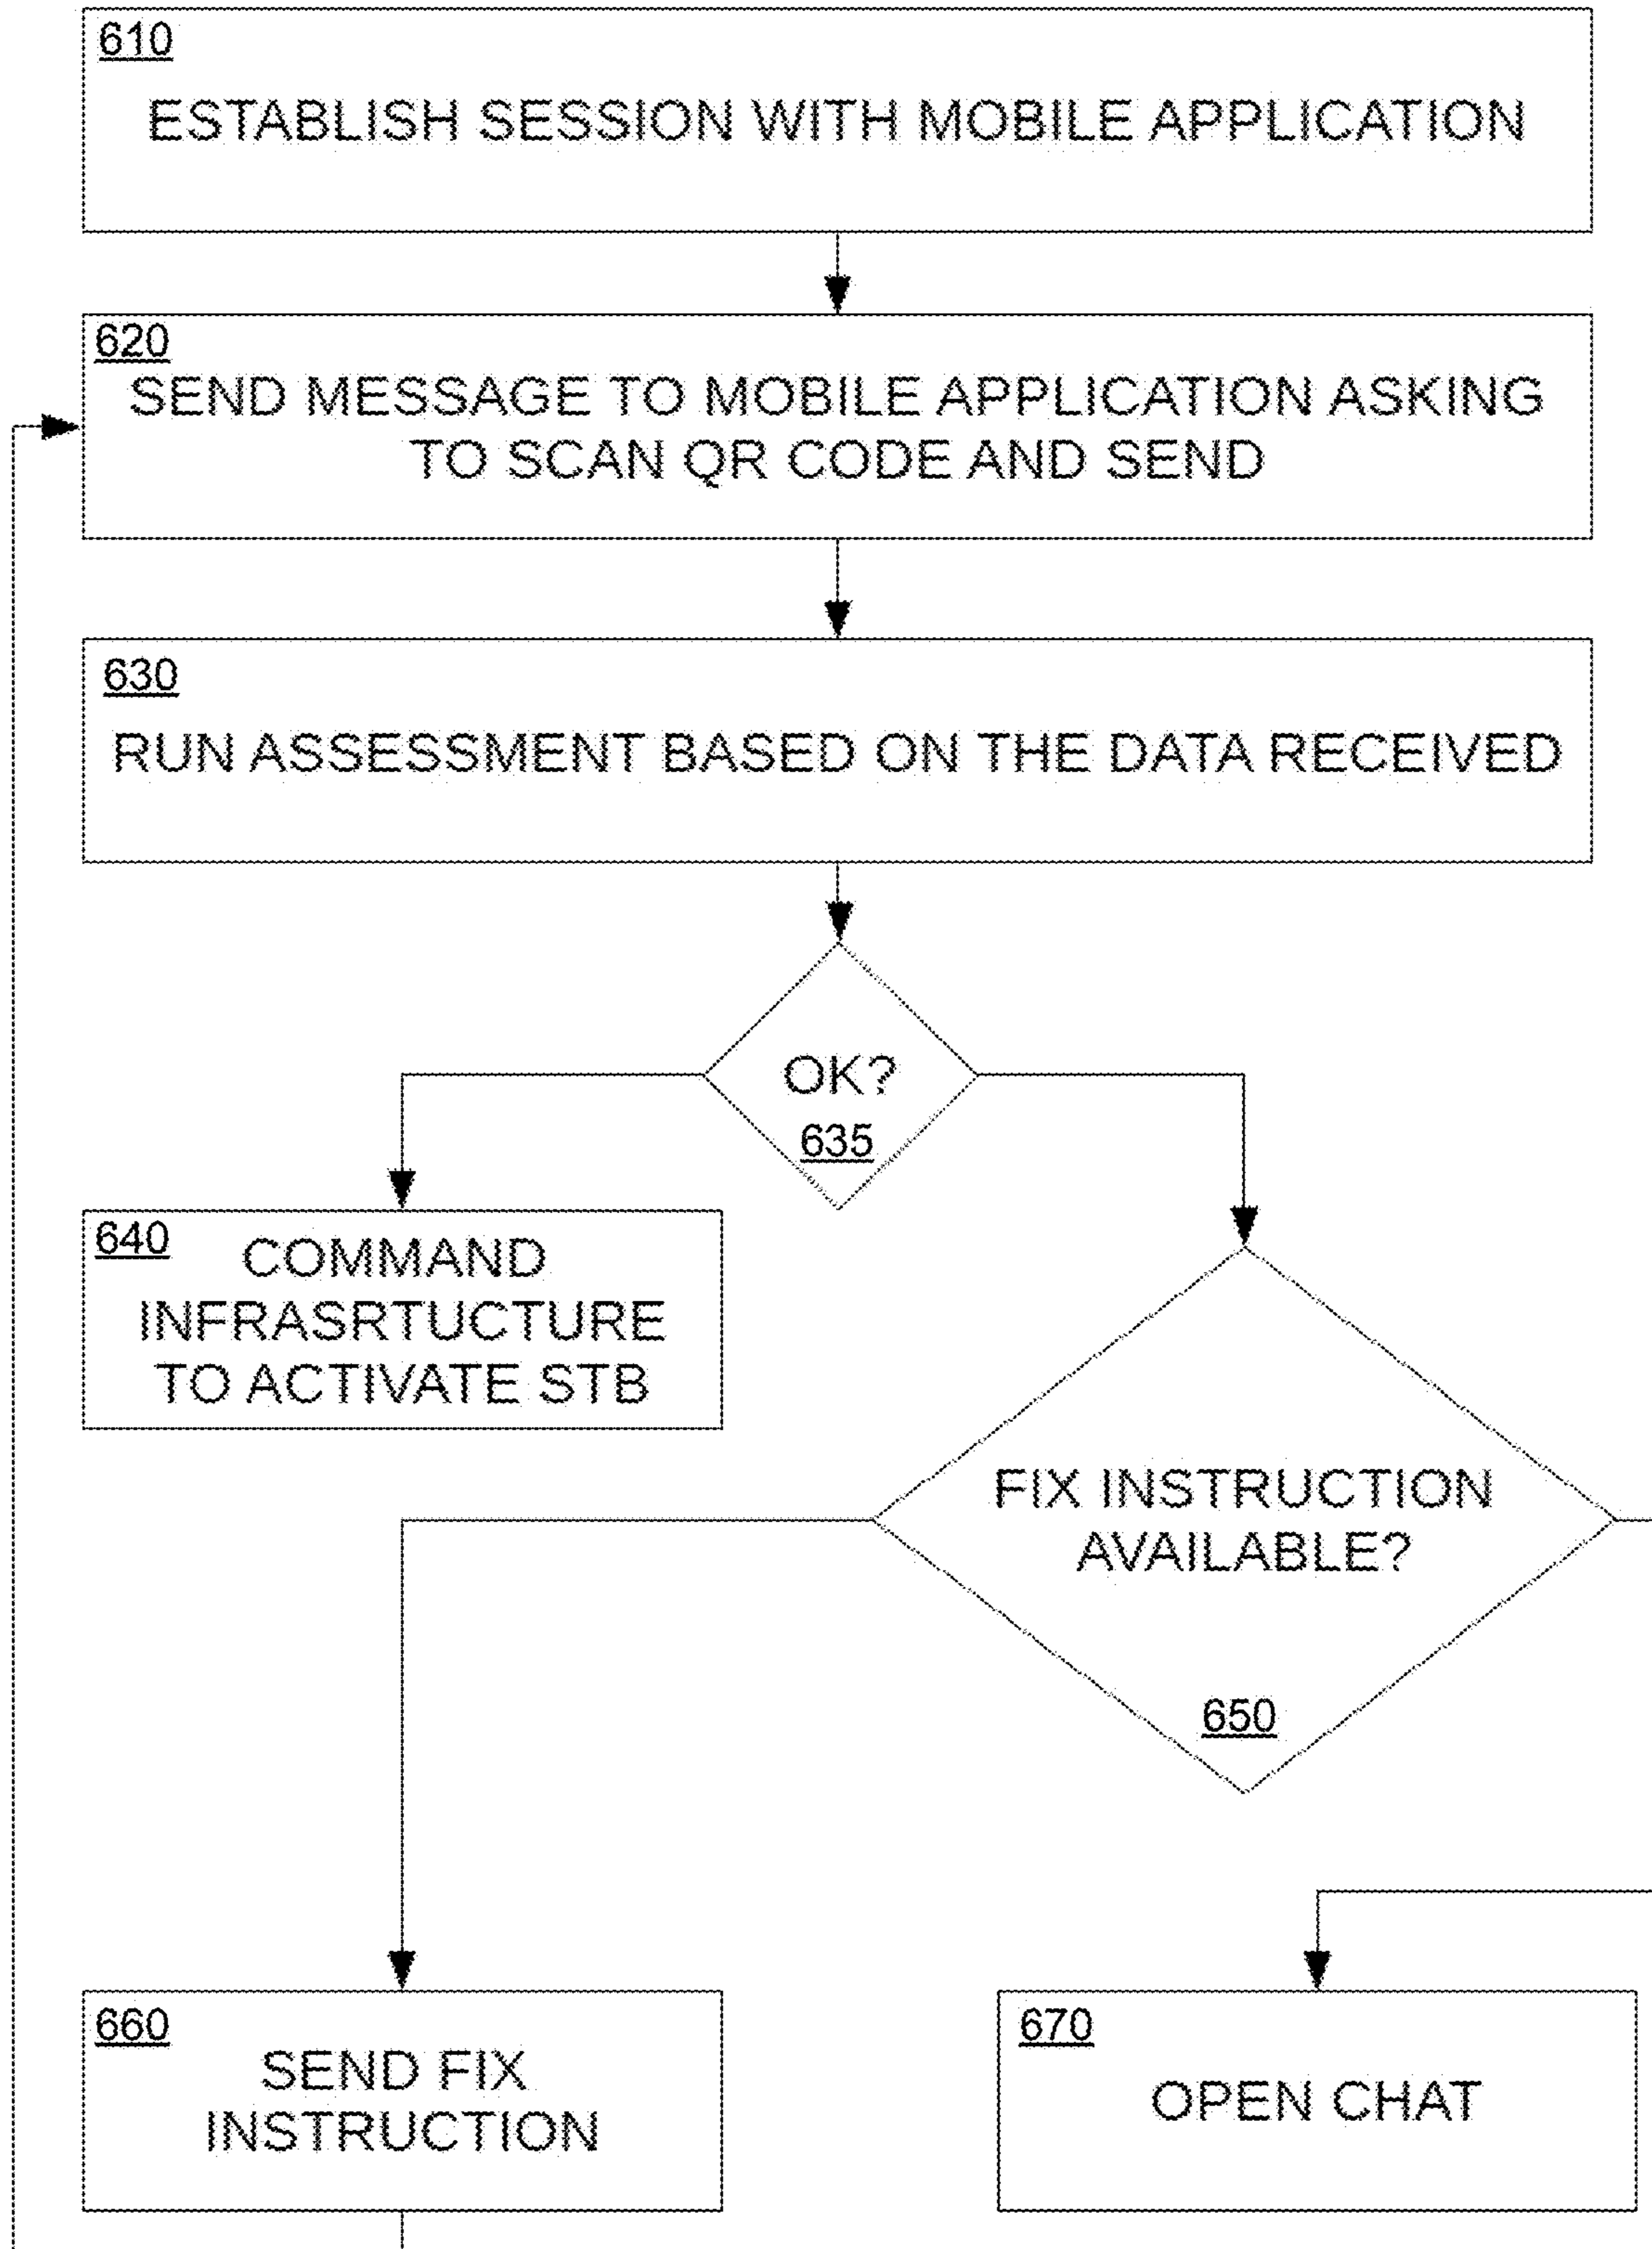 610
ESTABLISH SESSION WITH MOBILE APPLICATION
620
SEND MESSAGE TO MOBILE APPLICATION ASKING
TO SCAN QR CODE AND SEND
630
RUN ASSESSMENT BASED ON THE DATA RECEIVED
OK?
635
640
COMMAND
INFRASRTUCTURE
TO ACTIVATE STB
FIX INSTRUCTION
AVAILABLE?
650
660
SEND FIX
INSTRUCTION
670
OPEN CHAT